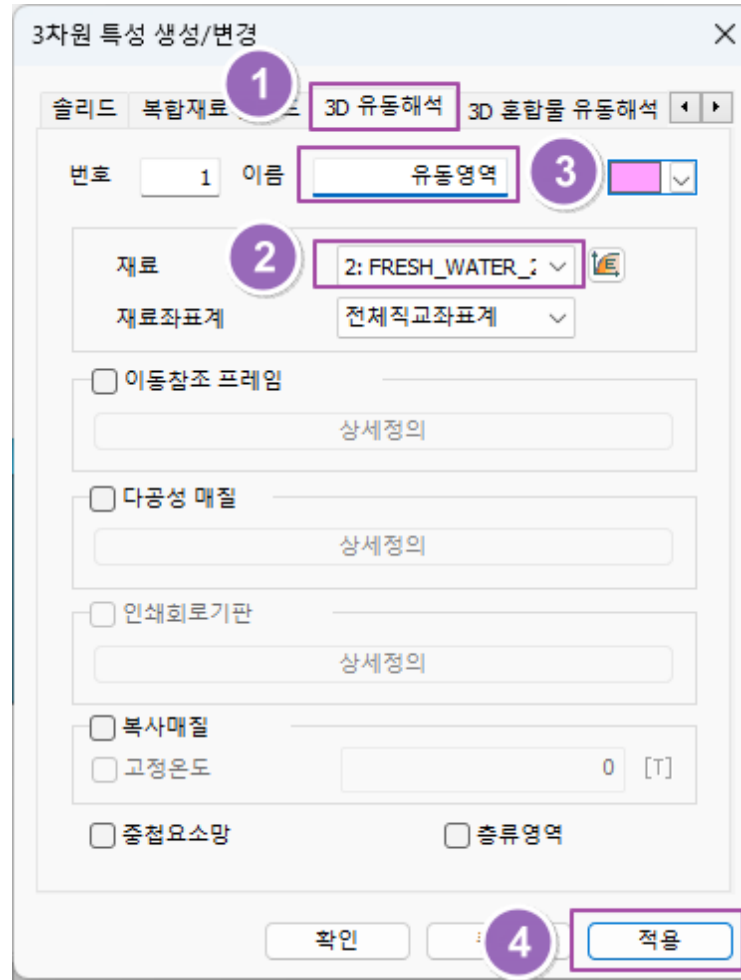 3차원 특성 생성/변경
1
솔리드 복합재료 3D 유동해석 3D 혼합물 유동해석
번호 1 이름 유동영역 3
재료 2 2: FRESH_WATER_2
재료좌표계 전체직교좌표계
이동참조 프레임
상세정의
다공성 매질
상세정의
인쇄회로기판
상세정의
복사매질
고정온도 0 [T]
중첩요소망 층류영역
확인 4 적용